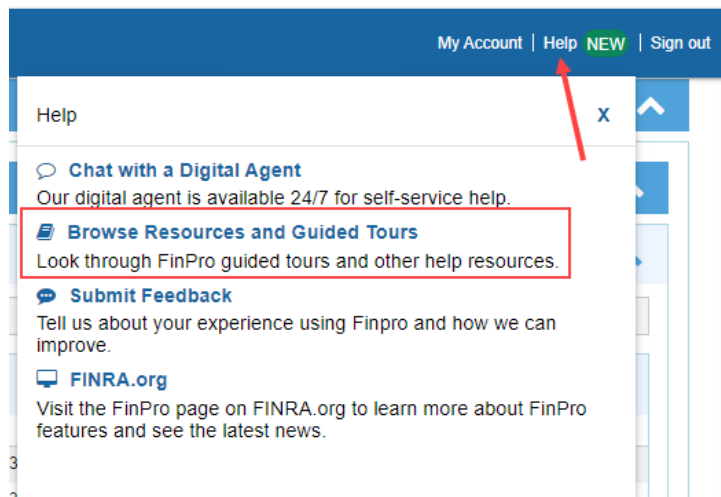 My Account | Help NEW | Sign out
Help X
Chat with a Digital Agent
Our digital agent is available 24/7 for self-service help.
Browse Resources and Guided Tours
Look through FinPro guided tours and other help resources.
Submit Feedback
Tell us about your experience using Finpro and how we can
improve.
FINRA.org
Visit the FinPro page on FINRA.org to learn more about FinPro
features and see the latest news.
3